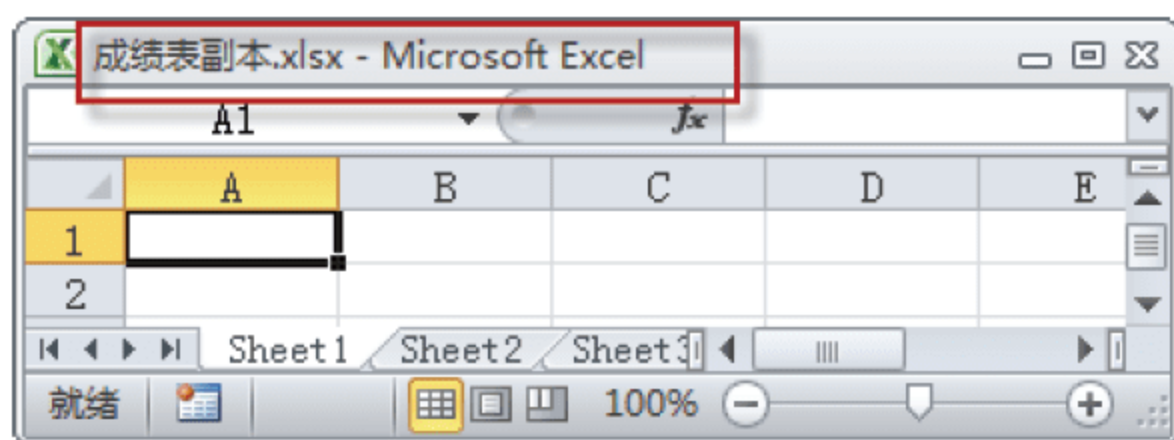 成绩表副本.xlsx - Microsoft Excel
A1 fx
A B C D E
1
2
Sheet1 Sheet2 Sheet3
就绪 100%